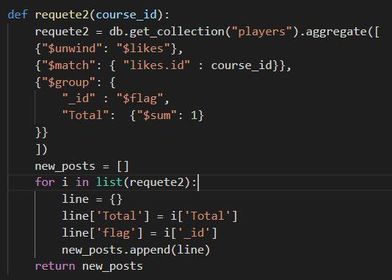 def requete2(course_id):
    requete2 = db.get_collection("players").aggregate([
    {"$unwind": "$likes"},
    {"$match": { "likes.id" : course_id}},
    {"$group": {
        "_id" : "$flag",
        "Total":  {"$sum": 1}
    }}
    ])
    new_posts = []
    for i in list(requete2):
        line = {}
        line['Total'] = i['Total']
        line['flag'] = i['_id']
        new_posts.append(line)
    return new_posts